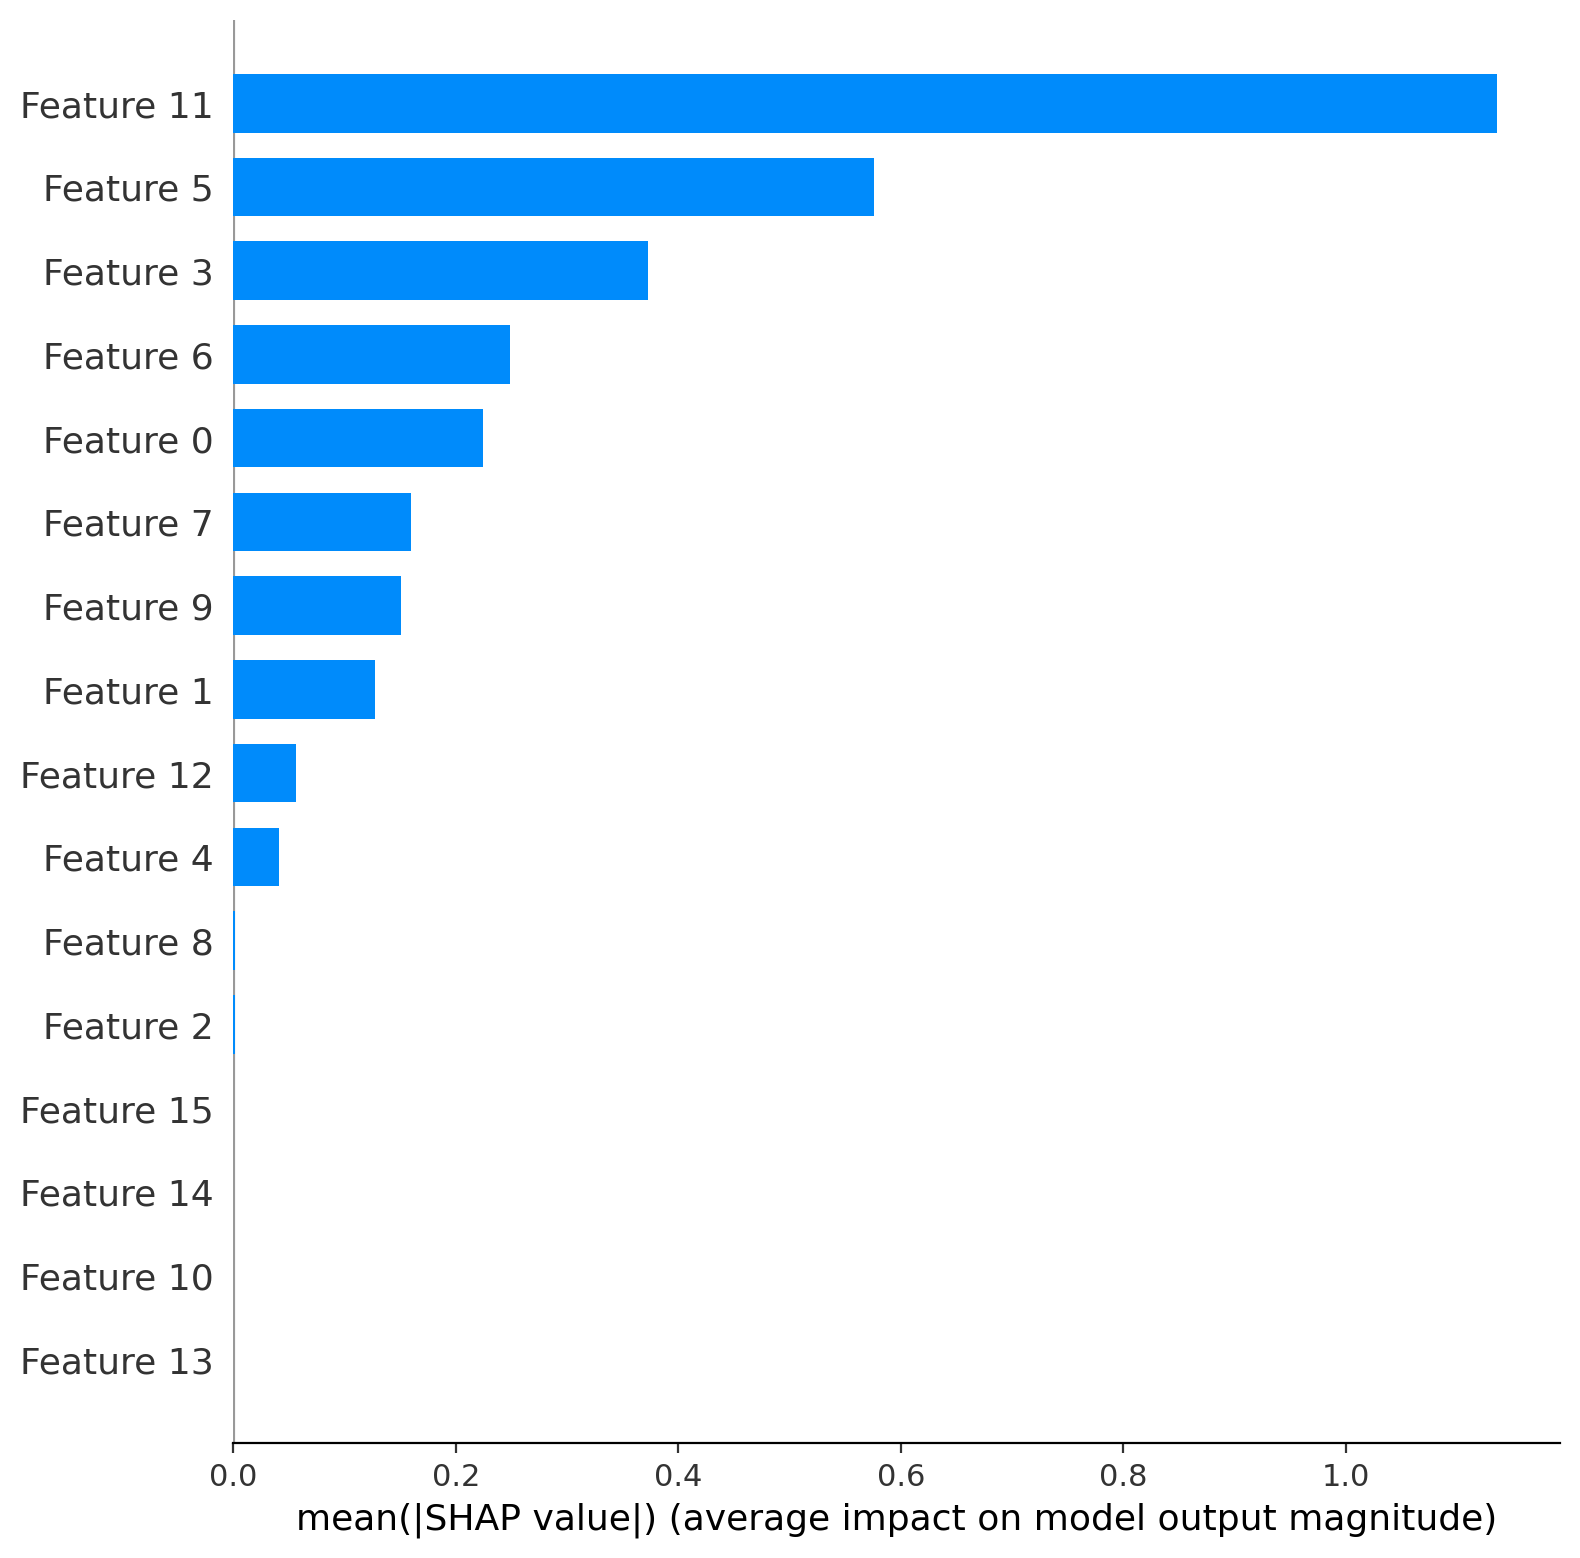 Feature 11
Feature 5
Feature 3
Feature 6
Feature 0
Feature 7
Feature 9
Feature 1
Feature 12
Feature 4
Feature 8
Feature 2
Feature 15
Feature 14
Feature 10
Feature 13
0.0 0.2 0.4 0.6 0.8 1.0
mean(|SHAP value|) (average impact on model output magnitude)